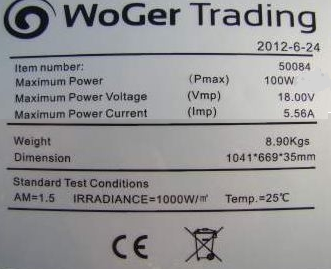 WoGer Trading
2012-6-24
Item number: 50084
Maximum Power (Pmax) 100W
Maximum Power Voltage (Vmp) 18.00V
Maximum Power Current (Imp) 5.56A
Weight 8.90Kgs
Dimension 1041*669*35mm
Standard Test Conditions
AM=1.5 IRRADIANCE=1000W/㎡ Temp.=25℃
CE